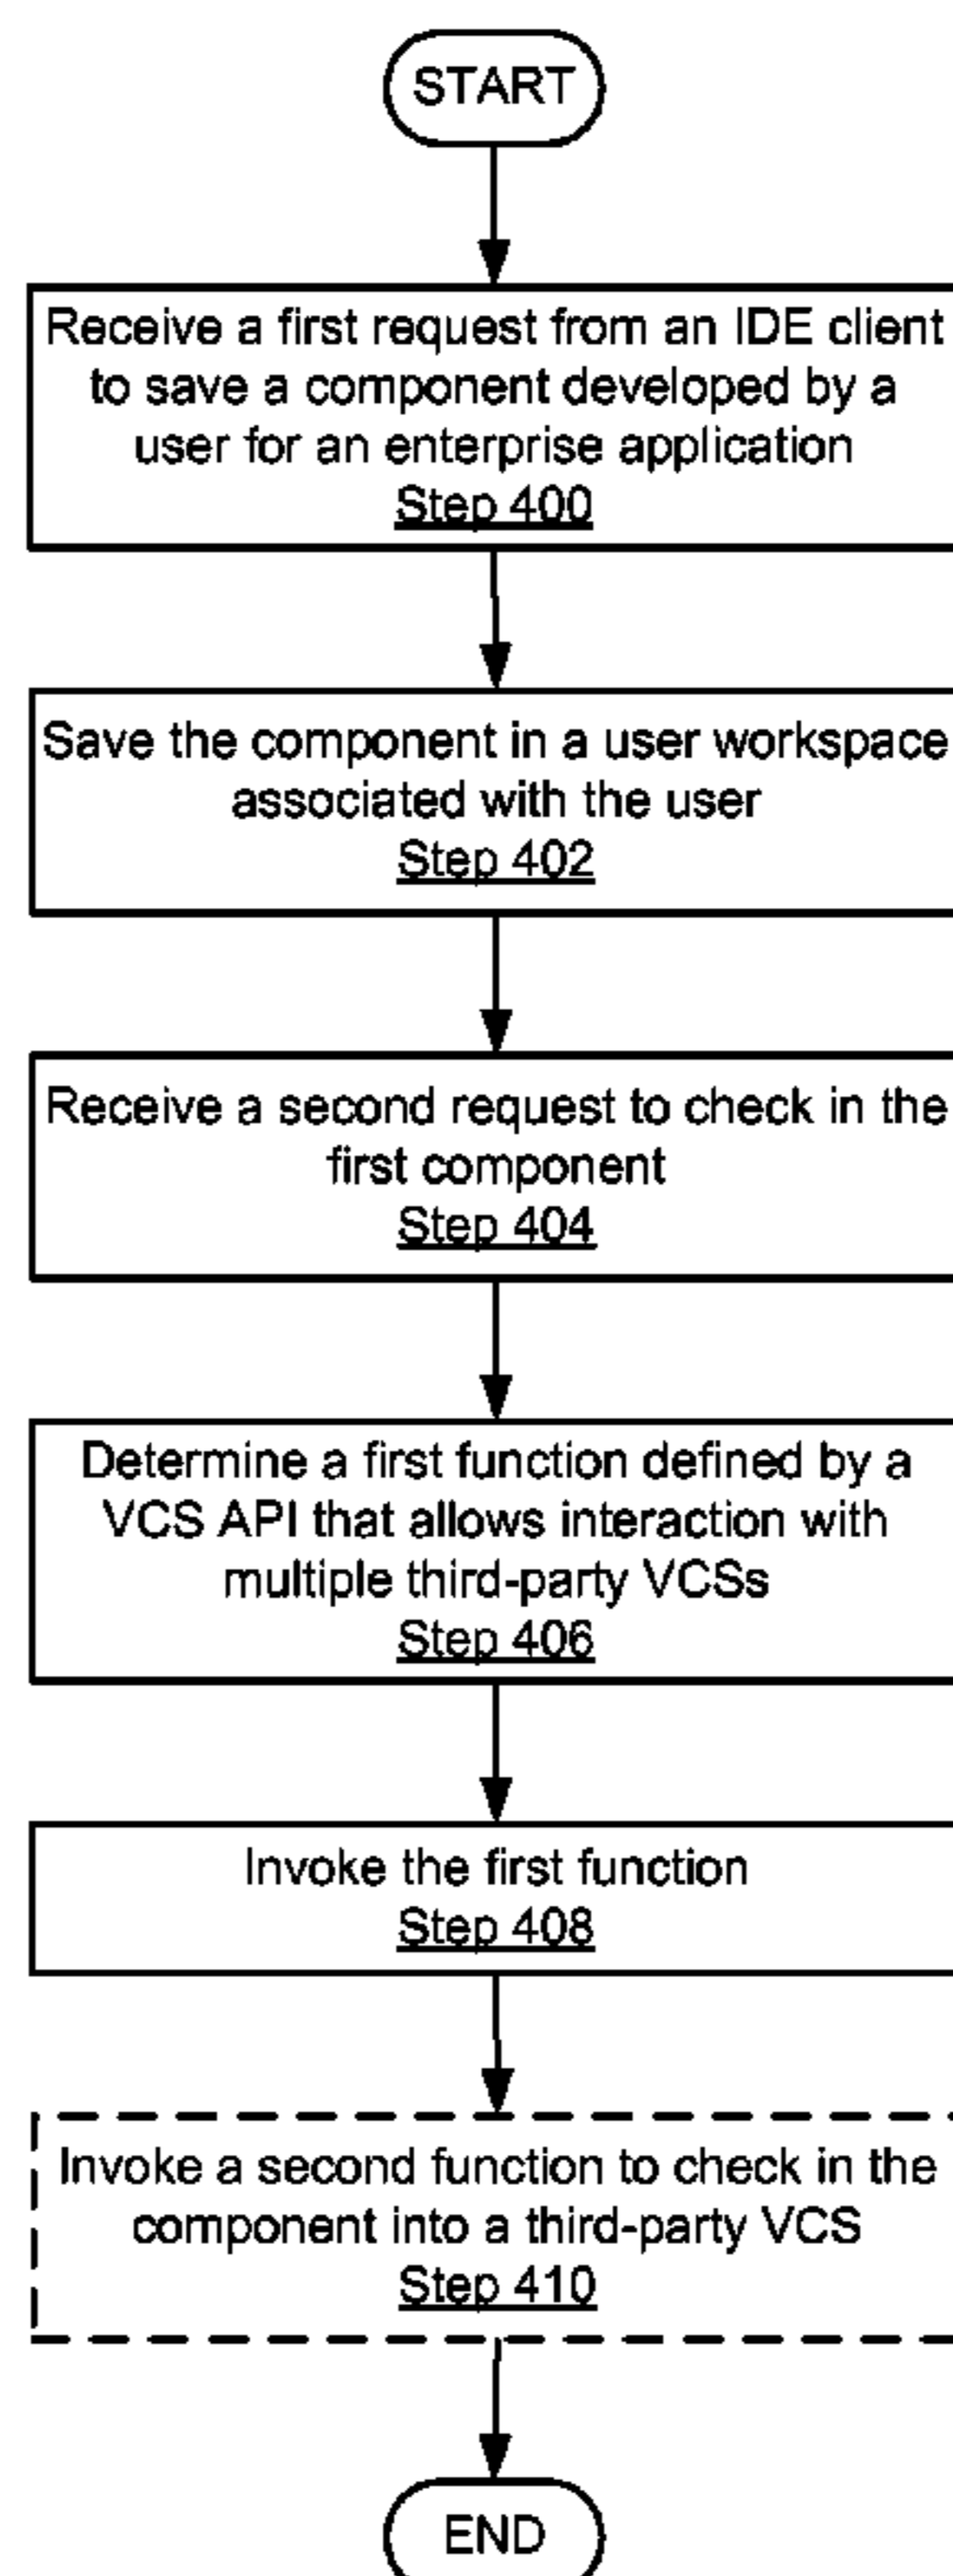 START
Receive a first request from an IDE client
to save a component developed by a
user for an enterprise application
Step 400
Save the component in a user workspace
associated with the user
Step 402
Receive a second request to check in the
first component
Step 404
Determine a first function defined by a
VCS API that allows interaction with
multiple third-party VCSs
Step 406
Invoke the first function
Step 408
Invoke a second function to check in the
component into a third-party VCS
Step 410
END